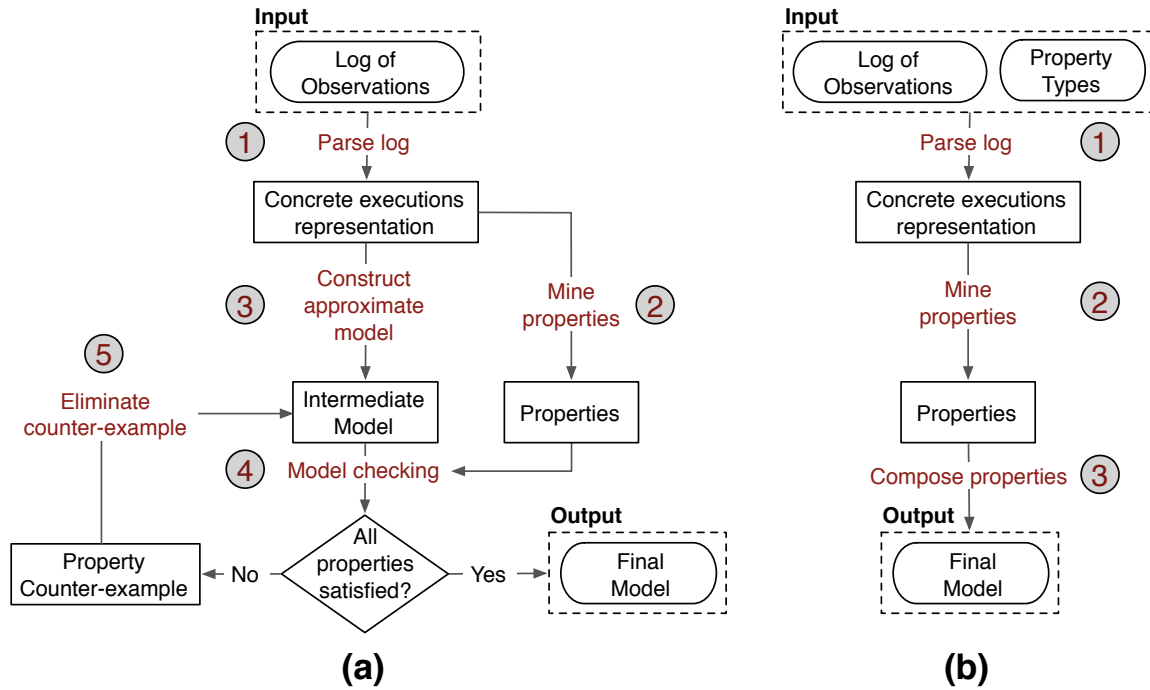 Input
Log of
Observations
1
Parse log
Concrete executions
representation
3
Construct
approximate
model
Mine
properties
2
5
Eliminate
counter-example
Intermediate
Model
Properties
4
Model checking
All
properties
satisfied?
No
Property
Counter-example
Yes
Output
Final
Model
(a)
Input
Log of
Observations
Property
Types
Parse log
1
Concrete executions
representation
Mine
properties
2
Properties
Compose properties
3
Output
Final
Model
(b)